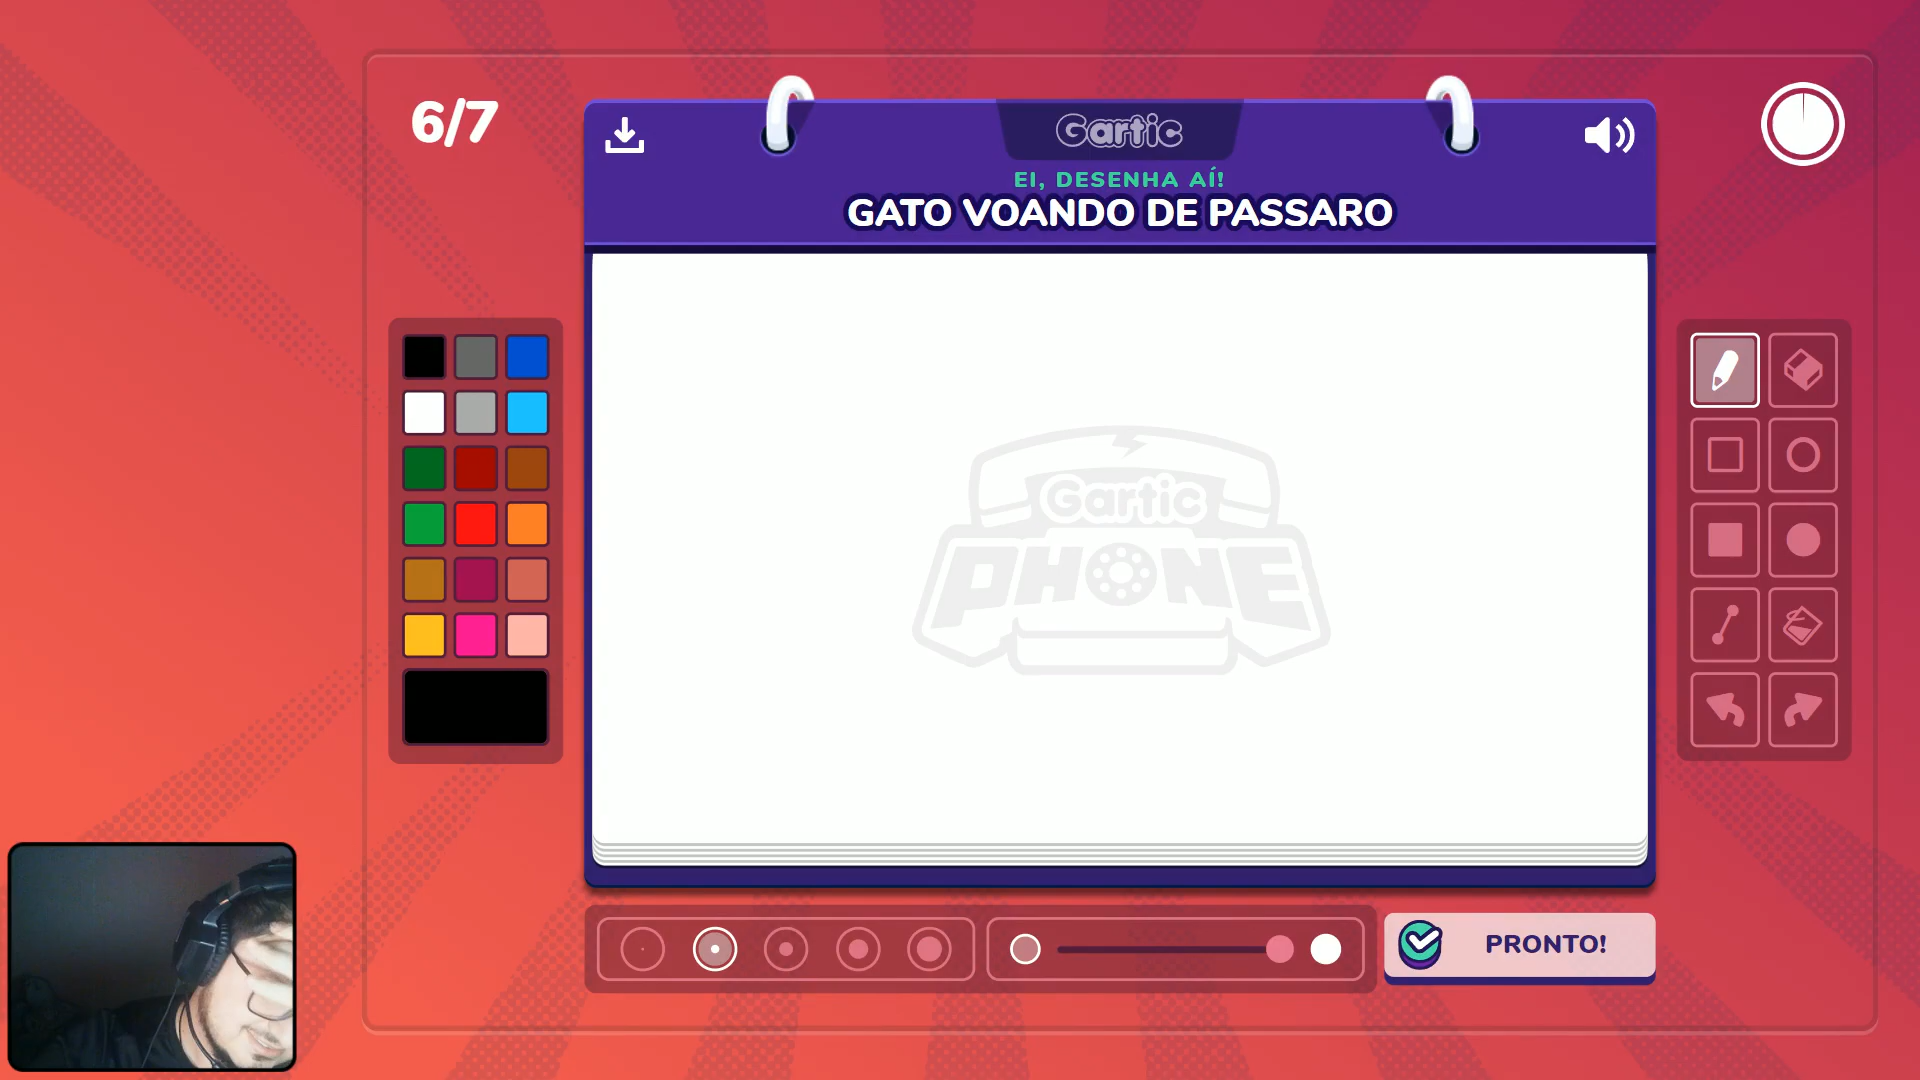 6/7
Gartic
EI, DESENHA AÍ!
GATO VOANDO DE PASSARO
Gartic
PHONE
PRONTO!